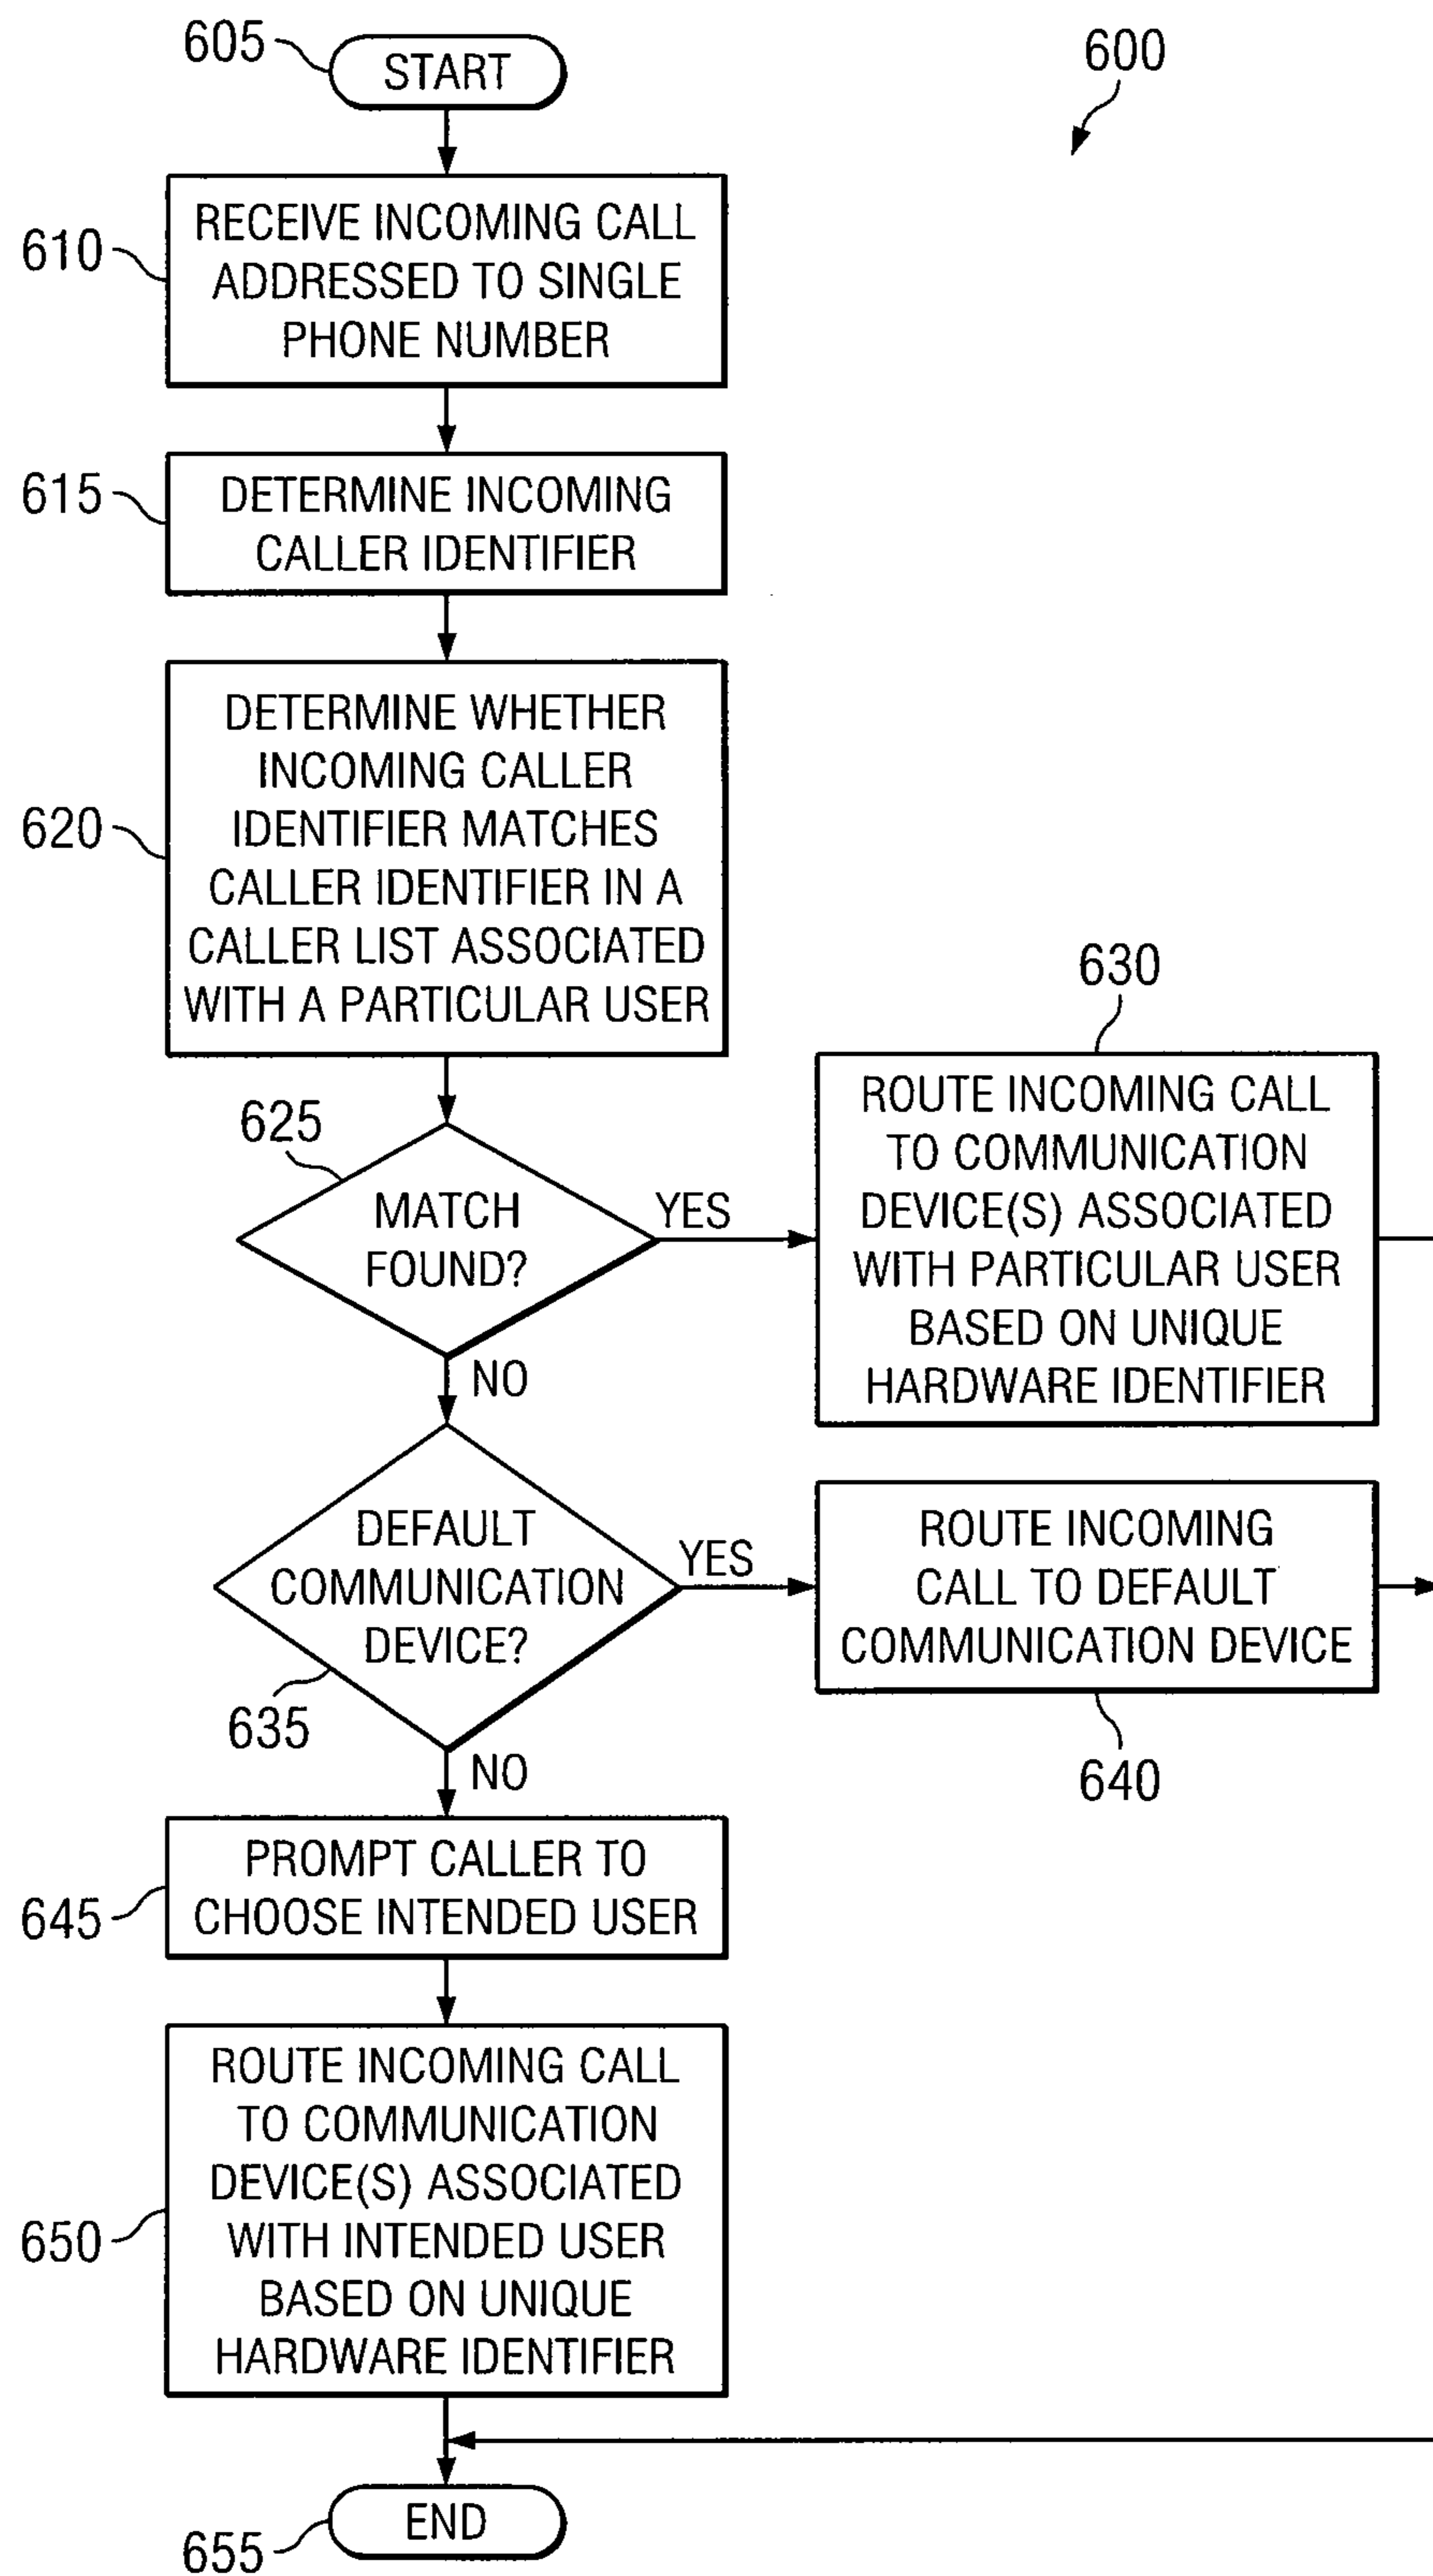 605
START
600
610
RECEIVE INCOMING CALL
ADDRESSED TO SINGLE
PHONE NUMBER
615
DETERMINE INCOMING
CALLER IDENTIFIER
620
DETERMINE WHETHER
INCOMING CALLER
IDENTIFIER MATCHES
CALLER IDENTIFIER IN A
CALLER LIST ASSOCIATED
WITH A PARTICULAR USER
625
MATCH
FOUND?
YES
630
ROUTE INCOMING CALL
TO COMMUNICATION
DEVICE(S) ASSOCIATED
WITH PARTICULAR USER
BASED ON UNIQUE
HARDWARE IDENTIFIER
NO
DEFAULT
COMMUNICATION
DEVICE?
635
YES
ROUTE INCOMING
CALL TO DEFAULT
COMMUNICATION DEVICE
640
NO
645
PROMPT CALLER TO
CHOOSE INTENDED USER
650
ROUTE INCOMING CALL
TO COMMUNICATION
DEVICE(S) ASSOCIATED
WITH INTENDED USER
BASED ON UNIQUE
HARDWARE IDENTIFIER
655
END